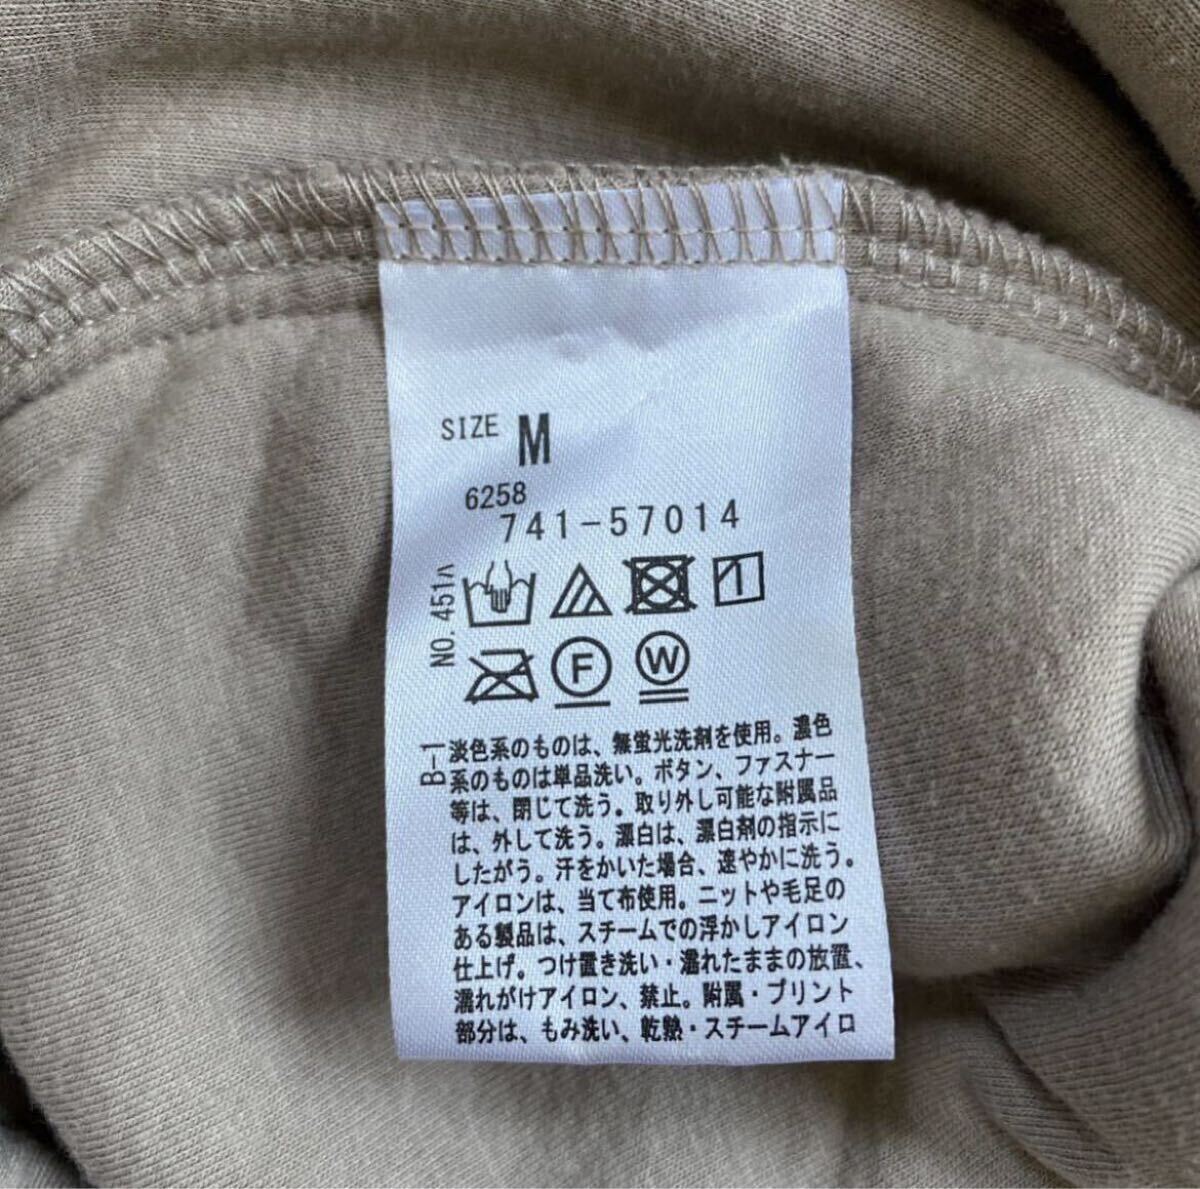 SIZE M
6258
741-57014
NO. 451ハ
F W
B-1
淡色系のものは、無蛍光洗剤を使用。濃色
系のものは単品洗い。ボタン、ファスナー
等は、閉じて洗う。取り外し可能な附属品
は、外して洗う。漂白は、漂白剤の指示に
したがう。汗をかいた場合、速やかに洗う。
アイロンは、当て布使用。ニットや毛足の
ある製品は、スチームでの浮かしアイロン
仕上げ。つけ置き洗い・濡れたままの放置、
濡れがけアイロン、禁止。附属・プリント
部分は、もみ洗い、乾熱・スチームアイロ